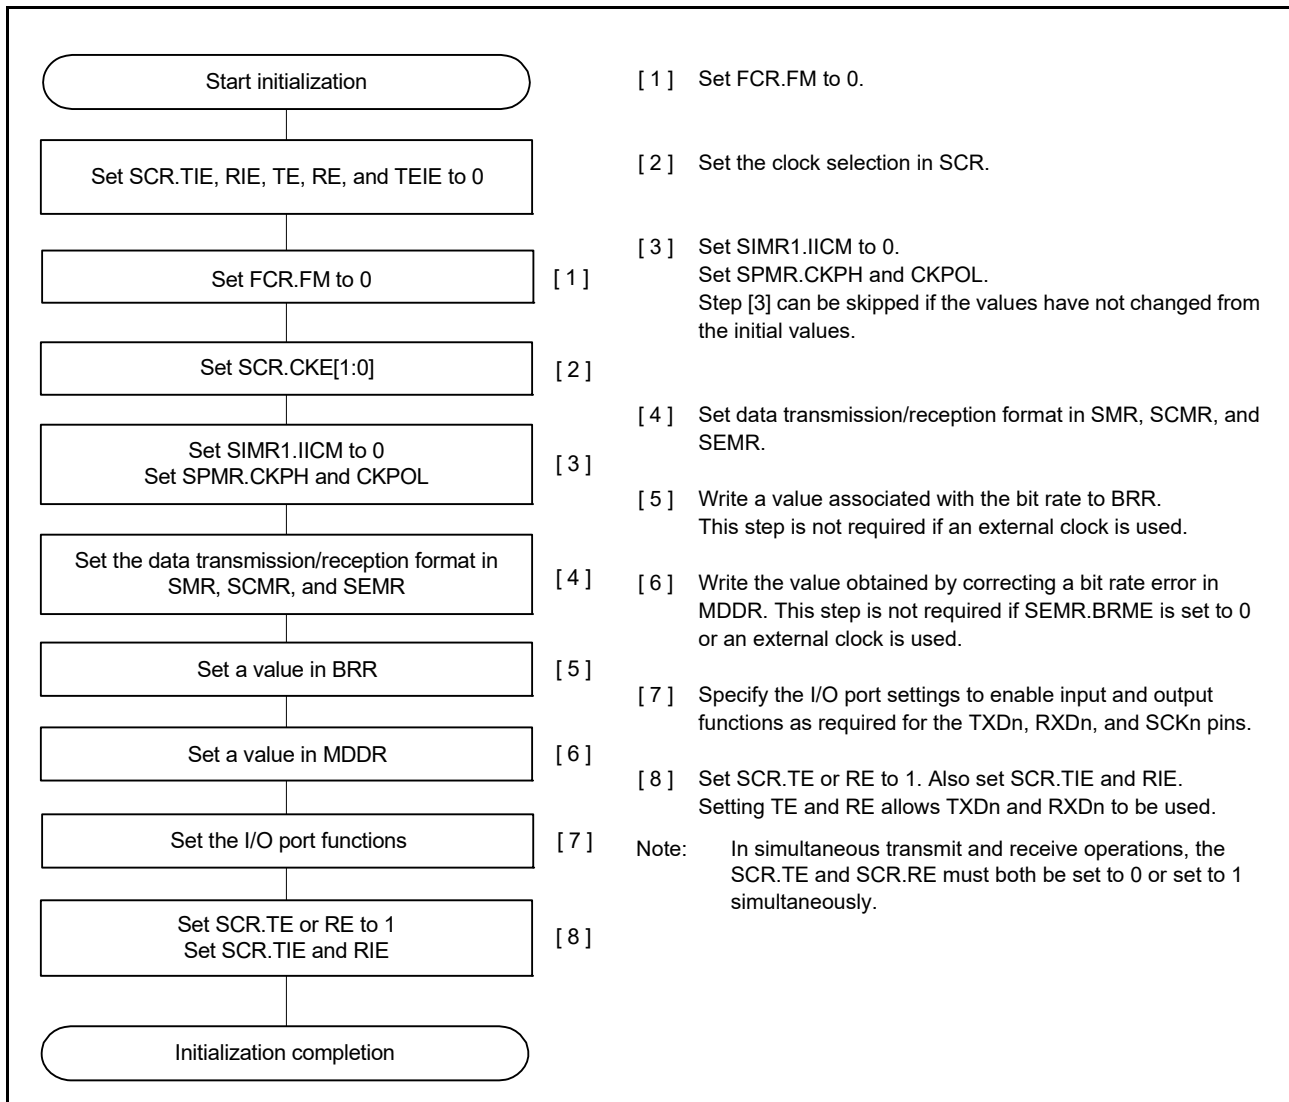 Start initialization
Set SCR.TIE, RIE, TE, RE, and TEIE to 0
Set FCR.FM to 0
[ 1 ]
Set SCR.CKE[1:0]
[ 2 ]
Set SIMR1.IICM to 0
Set SPMR.CKPH and CKPOL
[ 3 ]
Set the data transmission/reception format in
SMR, SCMR, and SEMR
[ 4 ]
Set a value in BRR
[ 5 ]
Set a value in MDDR
[ 6 ]
Set the I/O port functions
[ 7 ]
Set SCR.TE or RE to 1
Set SCR.TIE and RIE
[ 8 ]
Initialization completion
[ 1 ] Set FCR.FM to 0.
[ 2 ] Set the clock selection in SCR.
[ 3 ] Set SIMR1.IICM to 0.
Set SPMR.CKPH and CKPOL.
Step [3] can be skipped if the values have not changed from
the initial values.
[ 4 ] Set data transmission/reception format in SMR, SCMR, and
SEMR.
[ 5 ] Write a value associated with the bit rate to BRR.
This step is not required if an external clock is used.
[ 6 ] Write the value obtained by correcting a bit rate error in
MDDR. This step is not required if SEMR.BRME is set to 0
or an external clock is used.
[ 7 ] Specify the I/O port settings to enable input and output
functions as required for the TXDn, RXDn, and SCKn pins.
[ 8 ] Set SCR.TE or RE to 1. Also set SCR.TIE and RIE.
Setting TE and RE allows TXDn and RXDn to be used.
Note: In simultaneous transmit and receive operations, the
SCR.TE and SCR.RE must both be set to 0 or set to 1
simultaneously.